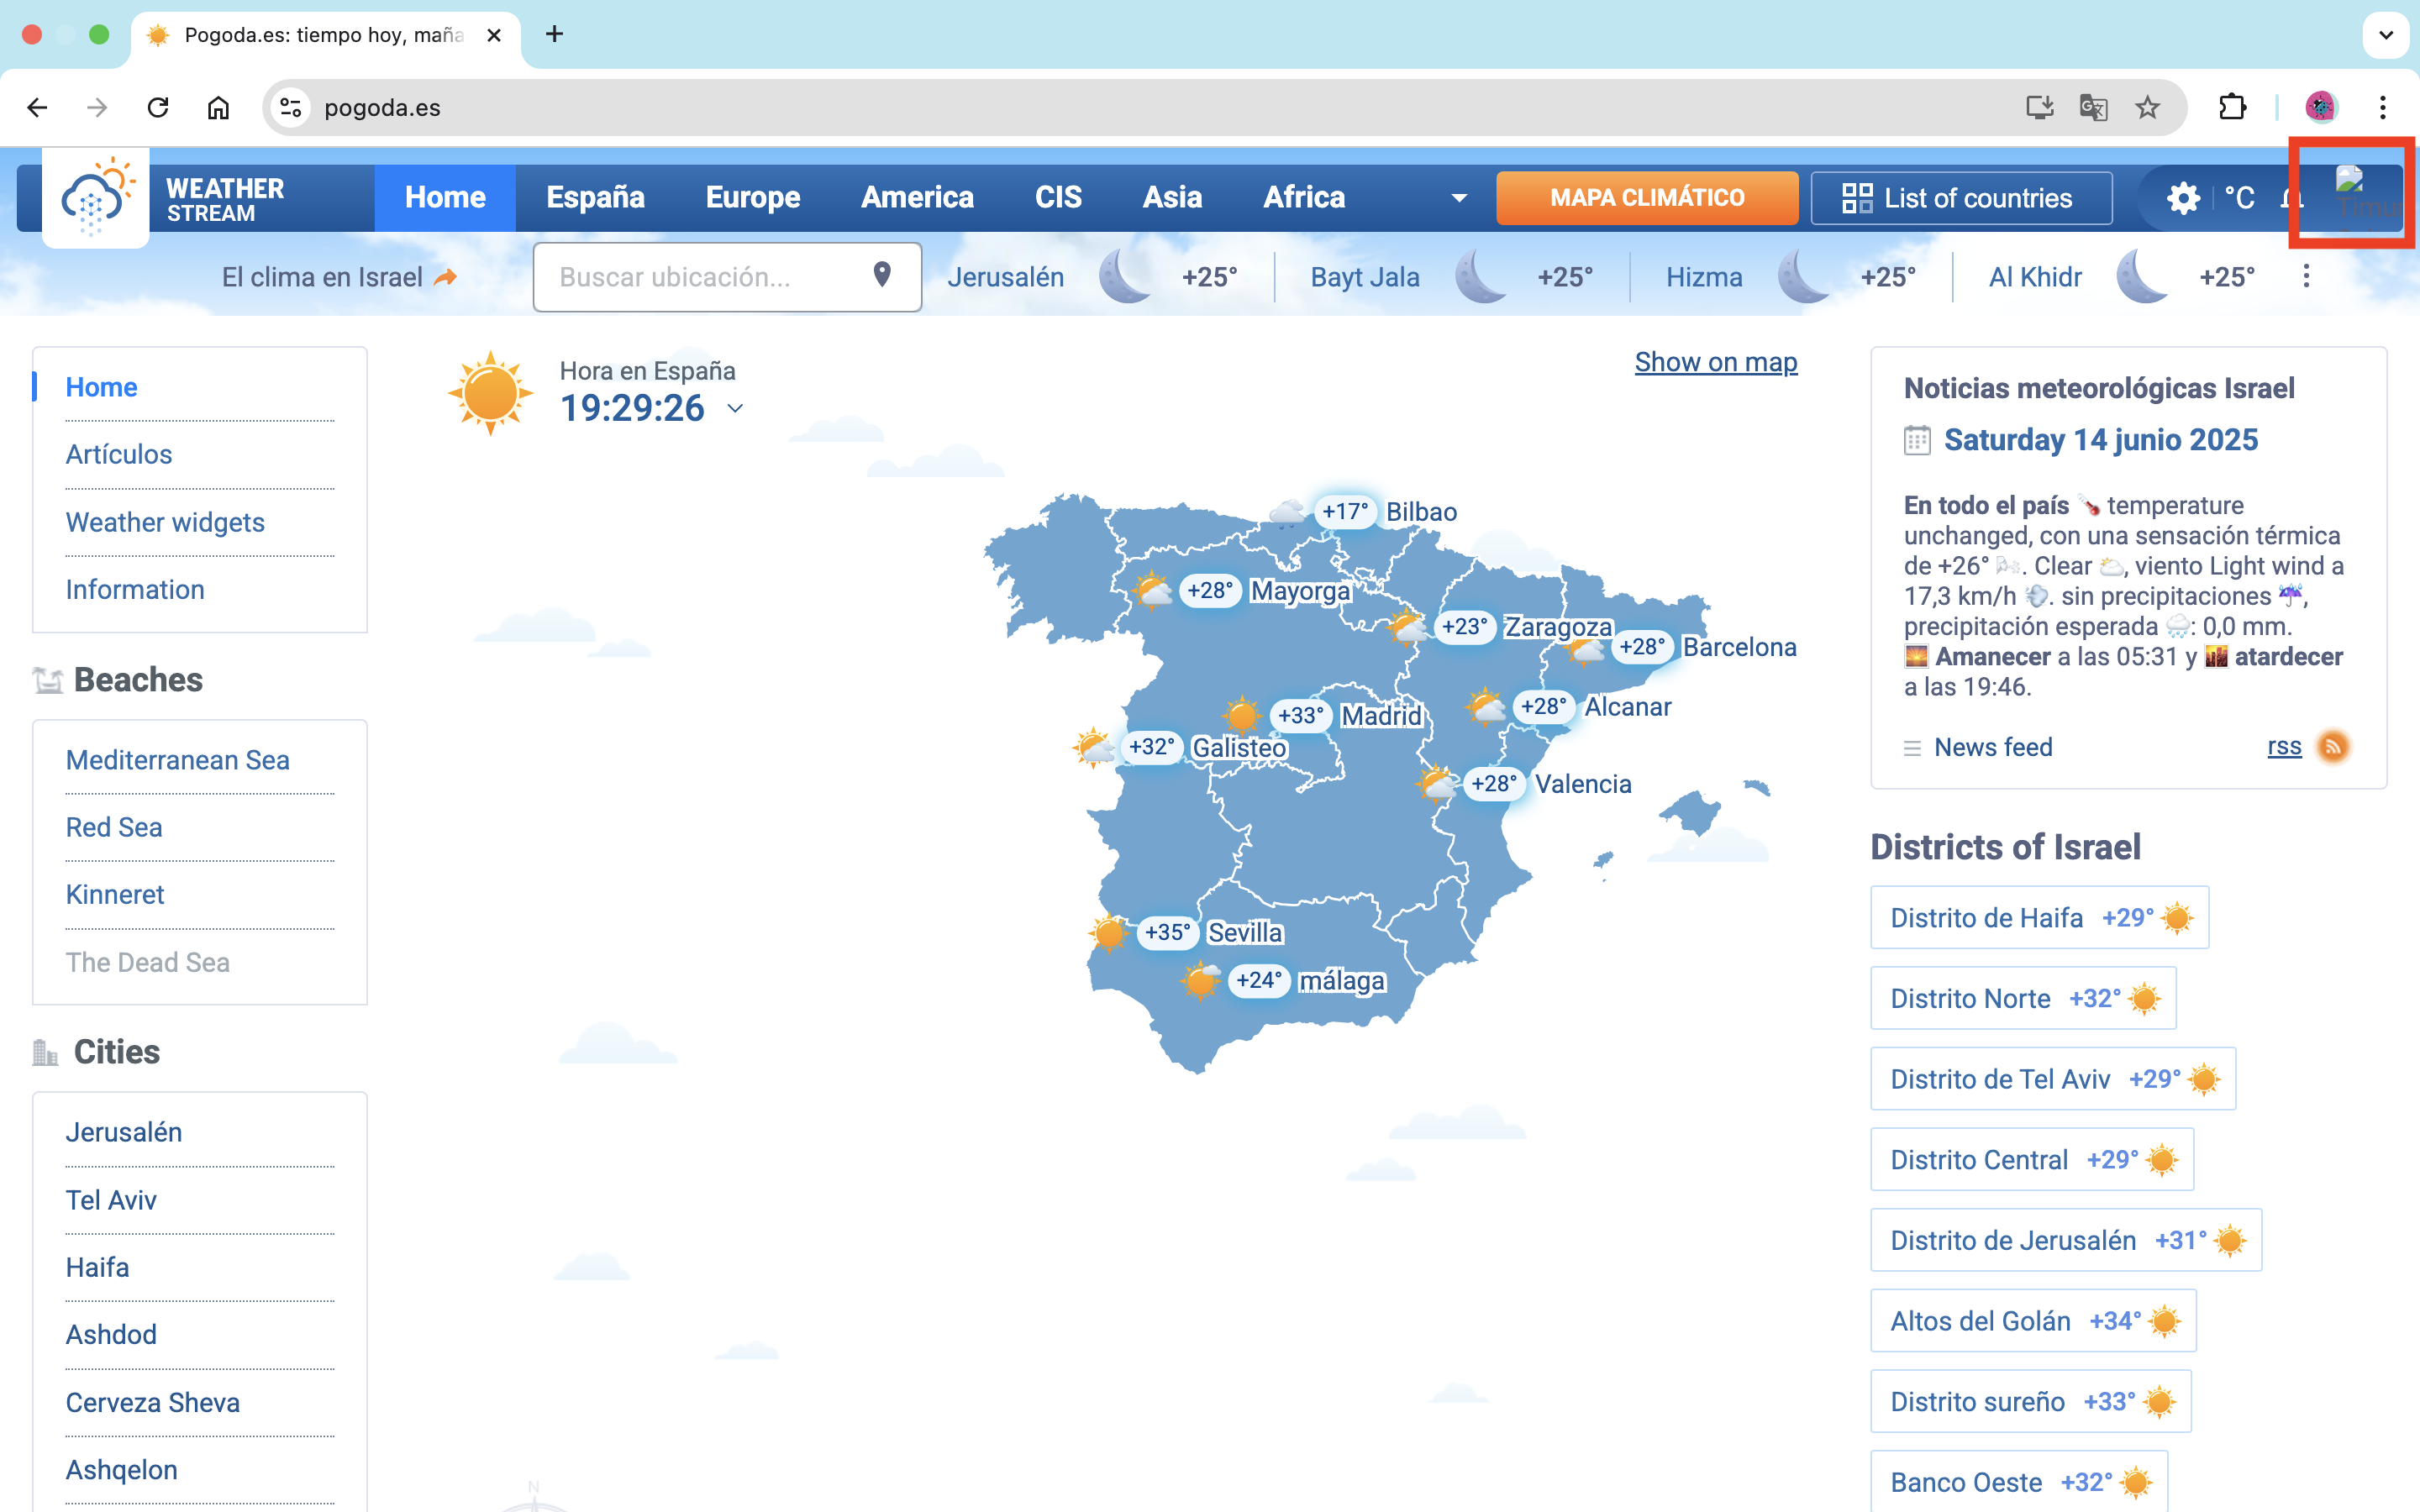 Pogoda.es: tiempo hoy, maña
pogoda.es
WEATHER
STREAM
Home
España
Europe
America
CIS
Asia
Africa
MAPA CLIMÁTICO
List of countries
°C
Timur
El clima en Israel
Buscar ubicación...
Jerusalén +25°
Bayt Jala +25°
Hizma +25°
Al Khidr +25°
Home
Artículos
Weather widgets
Information
Beaches
Mediterranean Sea
Red Sea
Kinneret
The Dead Sea
Cities
Jerusalén
Tel Aviv
Haifa
Ashdod
Cerveza Sheva
Ashqelon
Hora en España
19:29:26
Show on map
+17° Bilbao
+28° Mayorga
+23° Zaragoza
+28° Barcelona
+28° Alcanar
+33° Madrid
+32° Galisteo
+28° Valencia
+35° Sevilla
+24° málaga
N
Noticias meteorológicas Israel
Saturday 14 junio 2025
En todo el país temperature
unchanged, con una sensación térmica
de +26° . Clear , viento Light wind a
17,3 km/h . sin precipitaciones ,
precipitación esperada : 0,0 mm.
Amanecer a las 05:31 y atardecer
a las 19:46.
News feed
rss
Districts of Israel
Distrito de Haifa +29°
Distrito Norte +32°
Distrito de Tel Aviv +29°
Distrito Central +29°
Distrito de Jerusalén +31°
Altos del Golán +34°
Distrito sureño +33°
Banco Oeste +32°